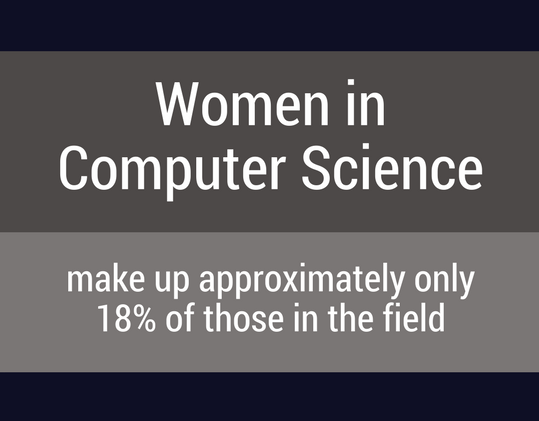 Women in
Computer Science
make up approximately only
18% of those in the field